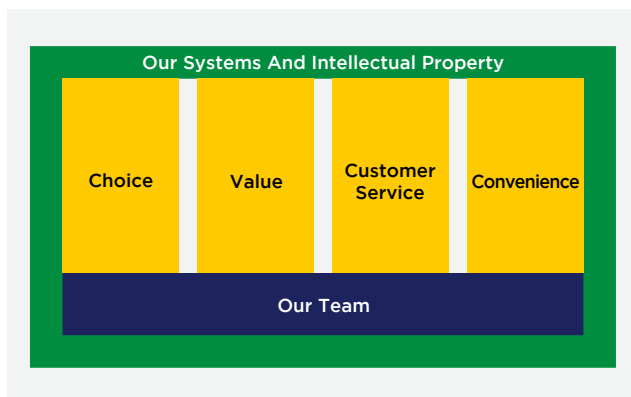 Our Systems And Intellectual Property
Choice
Value
Customer
Service
Convenience
Our Team